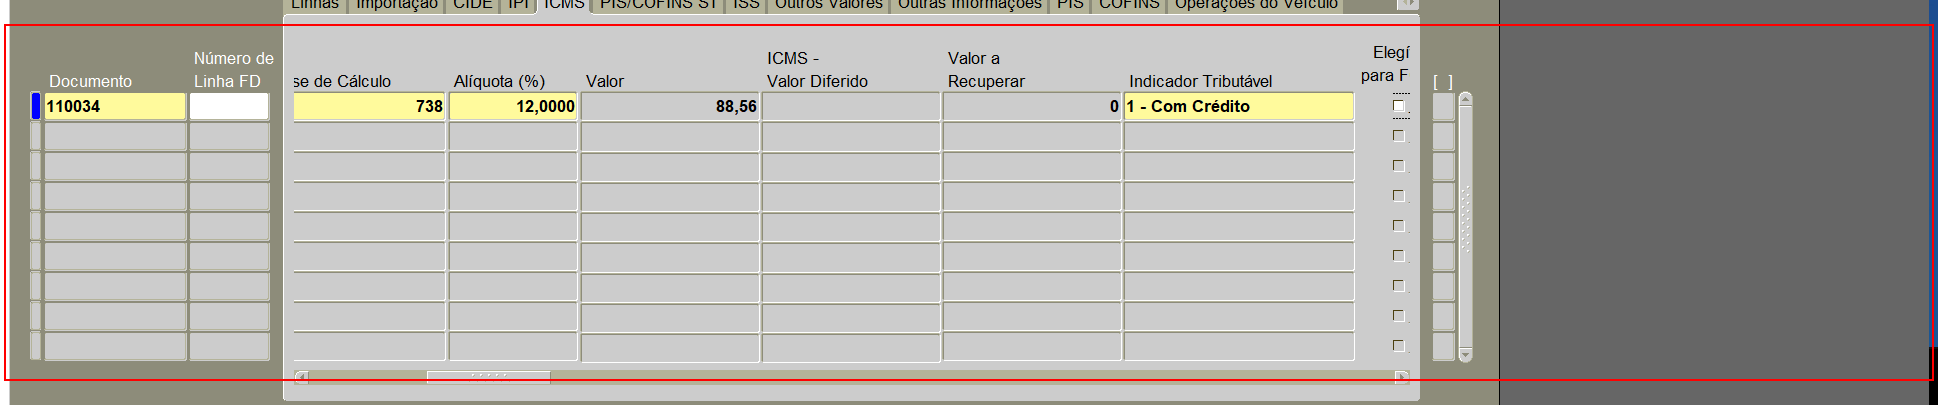 Linhas Importação CIDE IPI ICMS PIS/COFINS ST ISS Outros Valores Outras Informações PIS COFINS Operações do Veículo
Número de ICMS - Valor a Elegí
Documento Linha FD se de Cálculo Alíquota (%) Valor Valor Diferido Recuperar Indicador Tributável para F [ ]
110034 738 12,0000 88,56 0 1 - Com Crédito